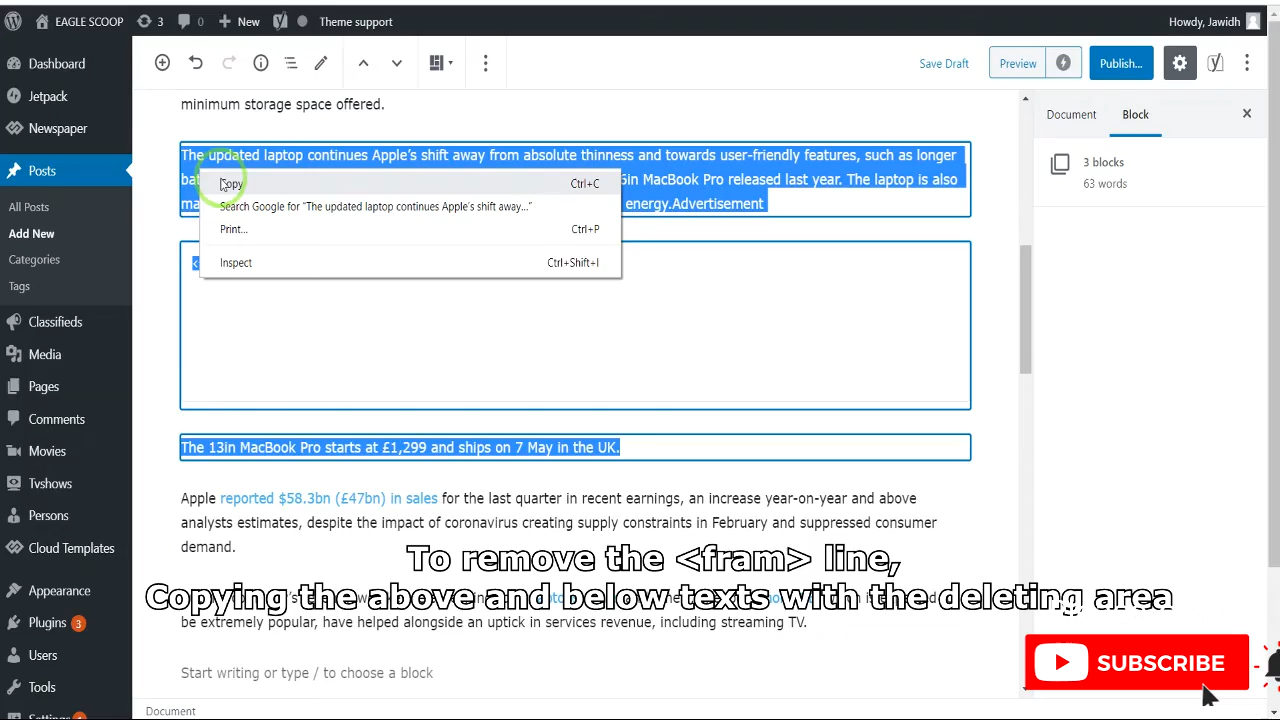 EAGLE SCOOP 3 0 New Theme support Howdy, Jawidh
Dashboard
Jetpack
Newspaper
Posts
All Posts
Add New
Categories
Tags
Classifieds
Media
Pages
Comments
Movies
Tvshows
Persons
Cloud Templates
Appearance
Plugins 3
Users
Tools
Settings
Save Draft Preview Publish...
Document Block
3 blocks
63 words
minimum storage space offered.
The updated laptop continues Apple's shift away from absolute thinness and towards user-friendly features, such as longer
MacBook Pro released last year. The laptop is also
energy.Advertisement
Copy Ctrl+C
Search Google for "The updated laptop continues Apple's shift away..."
Print... Ctrl+P
Inspect Ctrl+Shift+I
<
The 13in MacBook Pro starts at £1,299 and ships on 7 May in the UK.
Apple reported $58.3bn (£47bn) in sales for the last quarter in recent earnings, an increase year-on-year and above
analysts estimates, despite the impact of coronavirus creating supply constraints in February and suppressed consumer
demand.
To remove the <fram> line,
Copying the above and below texts with the deleting area
be extremely popular, have helped alongside an uptick in services revenue, including streaming TV.
Start writing or type / to choose a block
SUBSCRIBE
Document